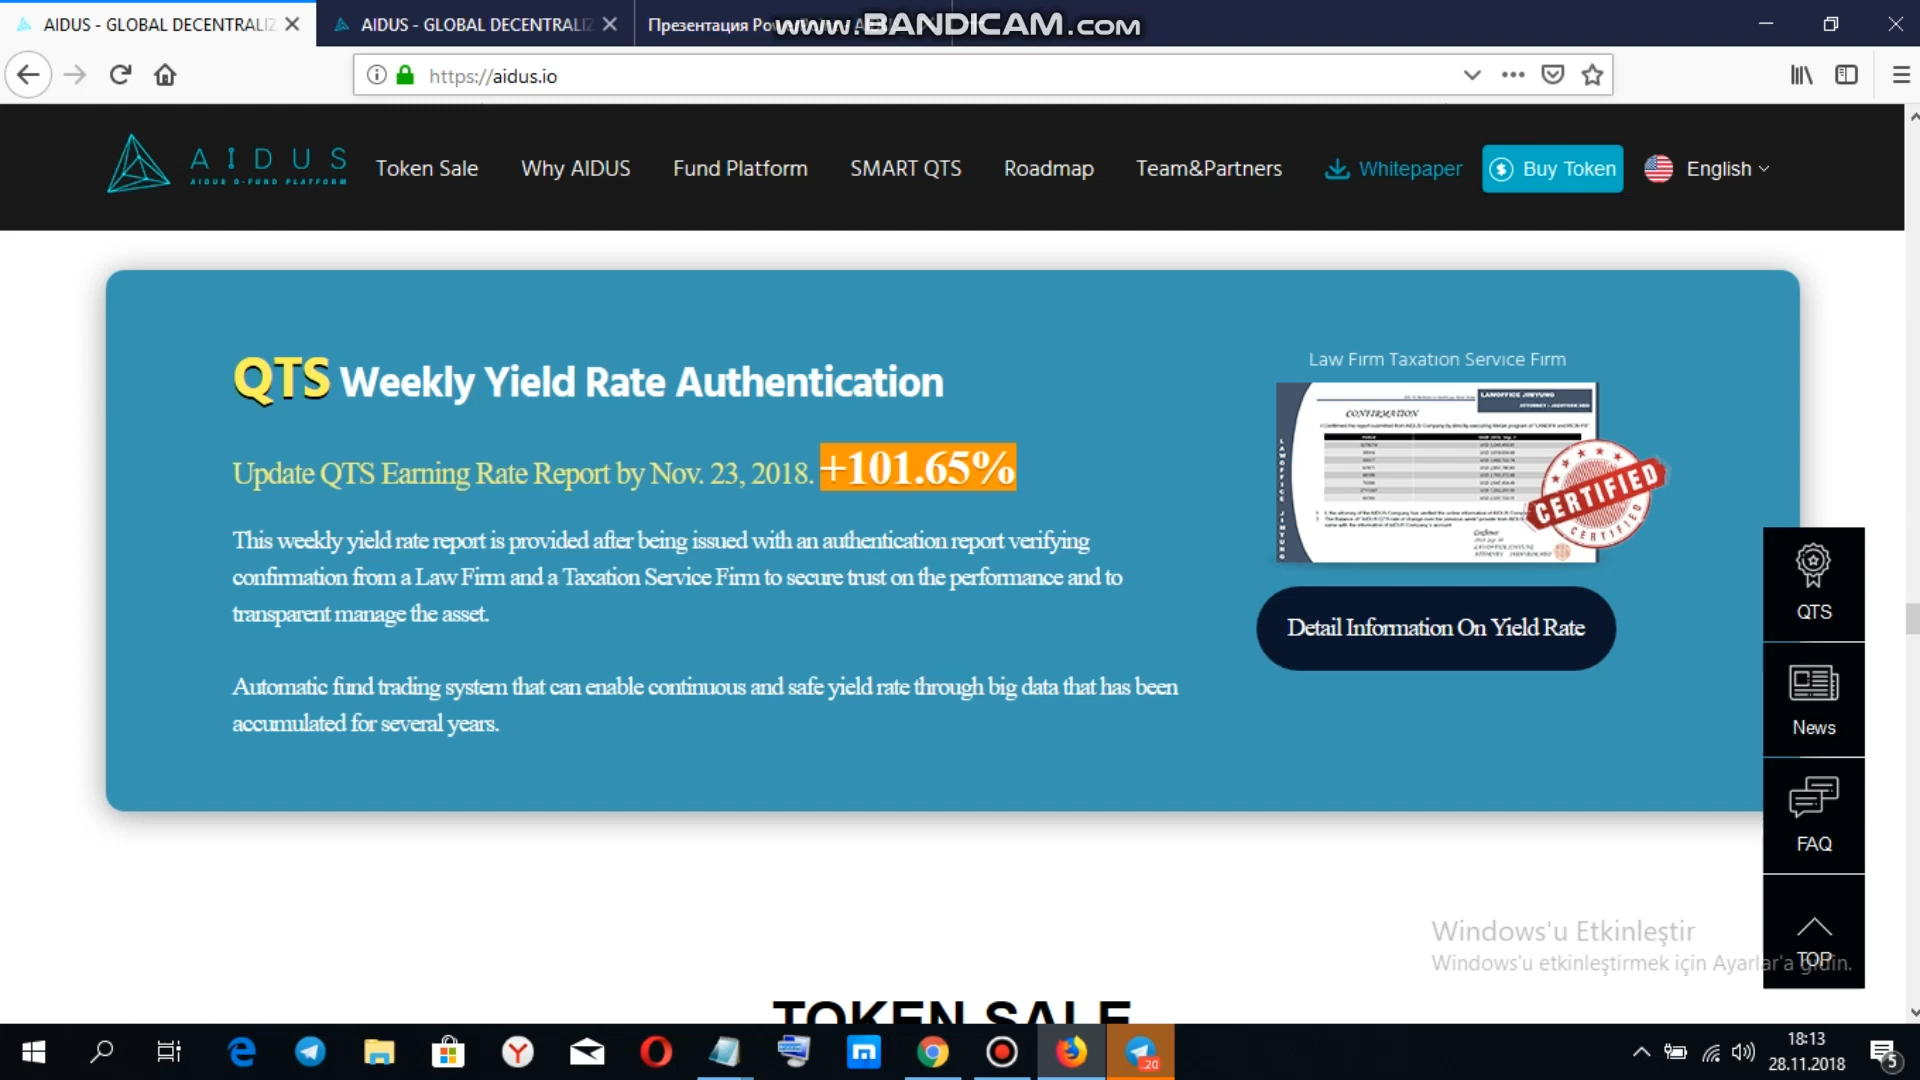 AIDUS - GLOBAL DECENTRALIZ
AIDUS - GLOBAL DECENTRALIZ
Презентация
www.BANDICAM.com
https://aidus.io
AIDUS
AIDUS D-FUND PLATFORM
Token Sale
Why AIDUS
Fund Platform
SMART QTS
Roadmap
Team&Partners
Whitepaper
Buy Token
English
QTS Weekly Yield Rate Authentication
Update QTS Earning Rate Report by Nov. 23, 2018. +101.65%
This weekly yield rate report is provided after being issued with an authentication report verifying
confirmation from a Law Firm and a Taxation Service Firm to secure trust on the performance and to
transparent manage the asset.
Automatic fund trading system that can enable continuous and safe yield rate through big data that has been
accumulated for several years.
Law Firm Taxation Service Firm
LAWOFFICE JINYUNG
CONFIRMATION
LAWOFFICE JINYUNG
CERTIFIED
CERTIFIED
Detail Information On Yield Rate
QTS
News
FAQ
TOP
Windows'u Etkinleştir
Windows'u etkinleştirmek için Ayarlar'a gidin.
TOKEN SALE
20
18:13
28.11.2018
5